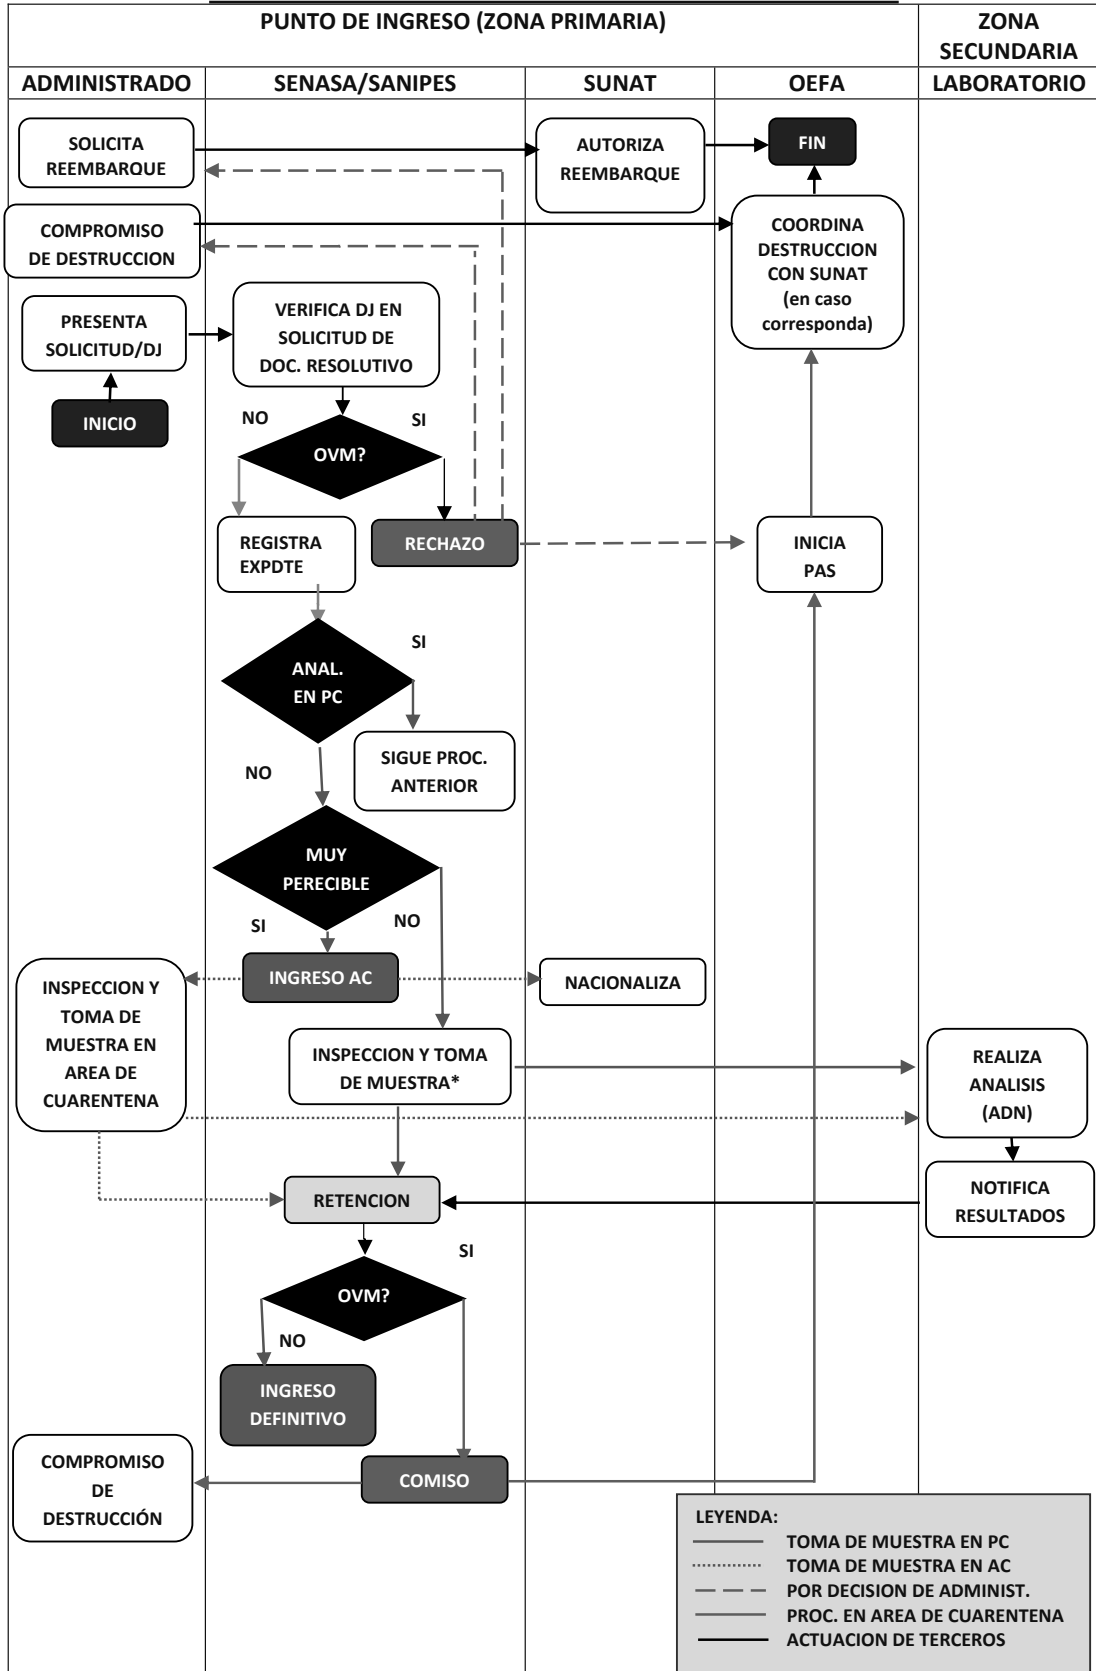 PUNTO DE INGRESO (ZONA PRIMARIA)
ZONA
SECUNDARIA
ADMINISTRADO
SENASA/SANIPES
SUNAT
OEFA
LABORATORIO
SOLICITA
REEMBARQUE
AUTORIZA
REEMBARQUE
FIN
COMPROMISO
DE DESTRUCCION
COORDINA
DESTRUCCION
CON SUNAT
(en caso
corresponda)
PRESENTA
SOLICITUD/DJ
VERIFICA DJ EN
SOLICITUD DE
DOC. RESOLUTIVO
INICIO
NO
SI
OVM?
REGISTRA
EXPDTE
RECHAZO
INICIA
PAS
SI
ANAL.
EN PC
SIGUE PROC.
ANTERIOR
NO
MUY
PERECIBLE
SI
NO
INGRESO AC
NACIONALIZA
INSPECCION Y
TOMA DE
MUESTRA EN
AREA DE
CUARENTENA
INSPECCION Y TOMA
DE MUESTRA*
REALIZA
ANALISIS
(ADN)
RETENCION
NOTIFICA
RESULTADOS
SI
OVM?
NO
INGRESO
DEFINITIVO
COMPROMISO
DE
DESTRUCCIÓN
COMISO
LEYENDA:
TOMA DE MUESTRA EN PC
TOMA DE MUESTRA EN AC
POR DECISION DE ADMINIST.
PROC. EN AREA DE CUARENTENA
ACTUACION DE TERCEROS